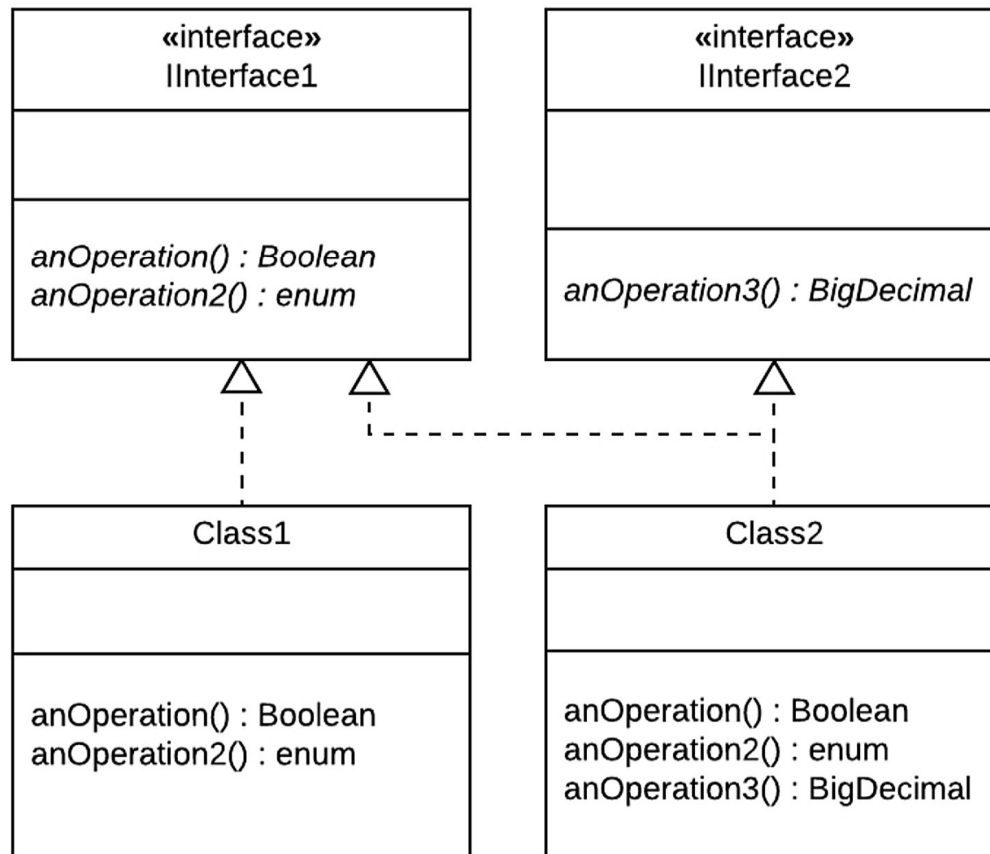 «interface»
IInterface1
anOperation() : Boolean
anOperation2() : enum
«interface»
IInterface2
anOperation3() : BigDecimal
Class1
anOperation() : Boolean
anOperation2() : enum
Class2
anOperation() : Boolean
anOperation2() : enum
anOperation3() : BigDecimal